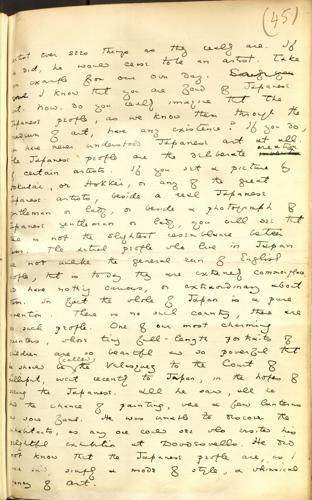 (45)
artist ever sees things as they really are. If
he did, he would cease to be an artist. Take
an example from our own day.
I know that you are fond of Japanese
art. Now, do you really imagine that the
Japanese people, as we know them through the
medium of art, have any existence? If you do,
you have never understood Japanese art at all.
The Japanese people are the deliberate creation
of certain artists. If you set a picture by
Hokusai, or Hokkei, or any of the great
Japanese artists, beside a real Japanese
gentleman or lady, or beside a photograph of
a Japanese gentleman or lady, you will see that
there is not the slightest resemblance between
them. The actual people who live in Japan
are not unlike the general run of English
people, that is to say they are extremely commonplace
and have nothing curious, or extraordinary about
them. In fact the whole of Japan is a pure
invention. There is no such country, there are
no such people. One of our most charming
painters, whose tiny full-length portraits of
children are so beautiful and so powerful that
he should be called the Velasquez to the Court of
Lilliput, went recently to Japan, in the hopes of
seeing the Japanese. All he saw, all he
had the chance of painting, were a few lanterns
and some fans. He was unable to discover the
inhabitants, as any one could see who visited his
delightful exhibition at Dowdeswells. He did
not know that the Japanese people are, as I
have said, simply a mode of style, a whimsical
fancy of art.